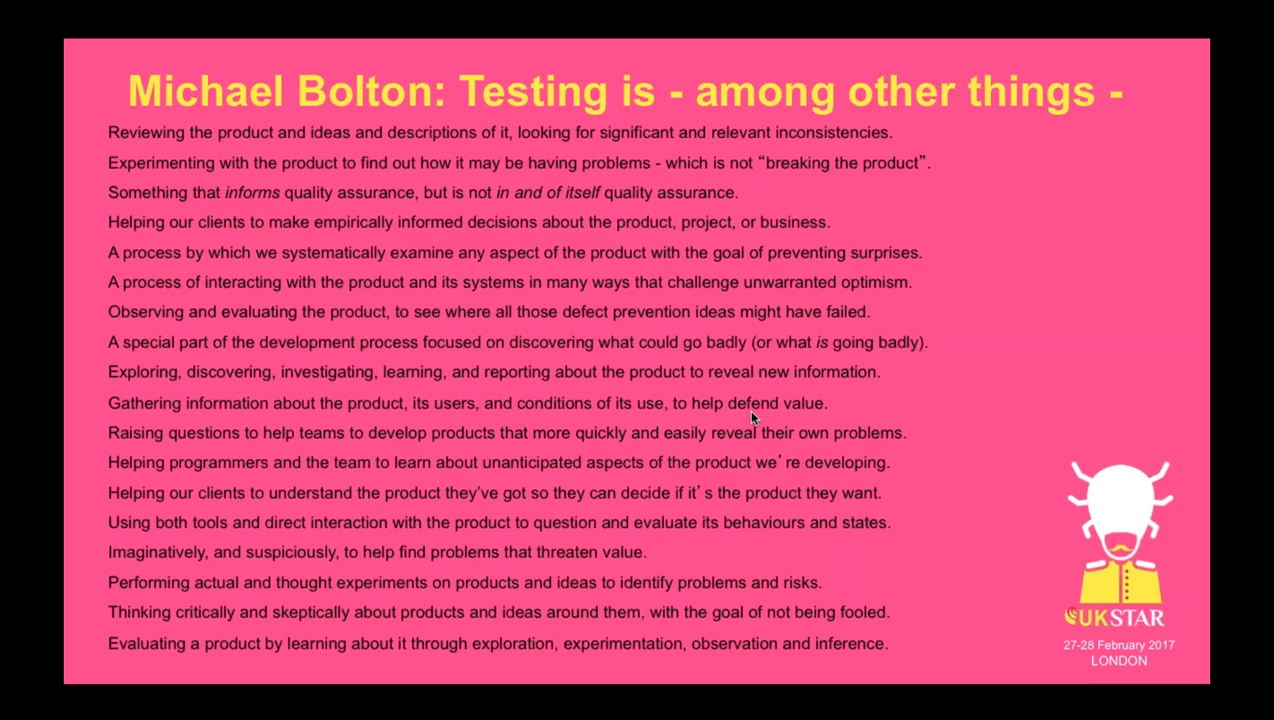 Michael Bolton: Testing is - among other things -
Reviewing the product and ideas and descriptions of it, looking for significant and relevant inconsistencies.
Experimenting with the product to find out how it may be having problems - which is not “breaking the product”.
Something that informs quality assurance, but is not in and of itself quality assurance.
Helping our clients to make empirically informed decisions about the product, project, or business.
A process by which we systematically examine any aspect of the product with the goal of preventing surprises.
A process of interacting with the product and its systems in many ways that challenge unwarranted optimism.
Observing and evaluating the product, to see where all those defect prevention ideas might have failed.
A special part of the development process focused on discovering what could go badly (or what is going badly).
Exploring, discovering, investigating, learning, and reporting about the product to reveal new information.
Gathering information about the product, its users, and conditions of its use, to help defend value.
Raising questions to help teams to develop products that more quickly and easily reveal their own problems.
Helping programmers and the team to learn about unanticipated aspects of the product we’re developing.
Helping our clients to understand the product they've got so they can decide if it’s the product they want.
Using both tools and direct interaction with the product to question and evaluate its behaviours and states.
Imaginatively, and suspiciously, to help find problems that threaten value.
Performing actual and thought experiments on products and ideas to identify problems and risks.
Thinking critically and skeptically about products and ideas around them, with the goal of not being fooled.
Evaluating a product by learning about it through exploration, experimentation, observation and inference.
UKSTAR
27-28 February 2017
LONDON